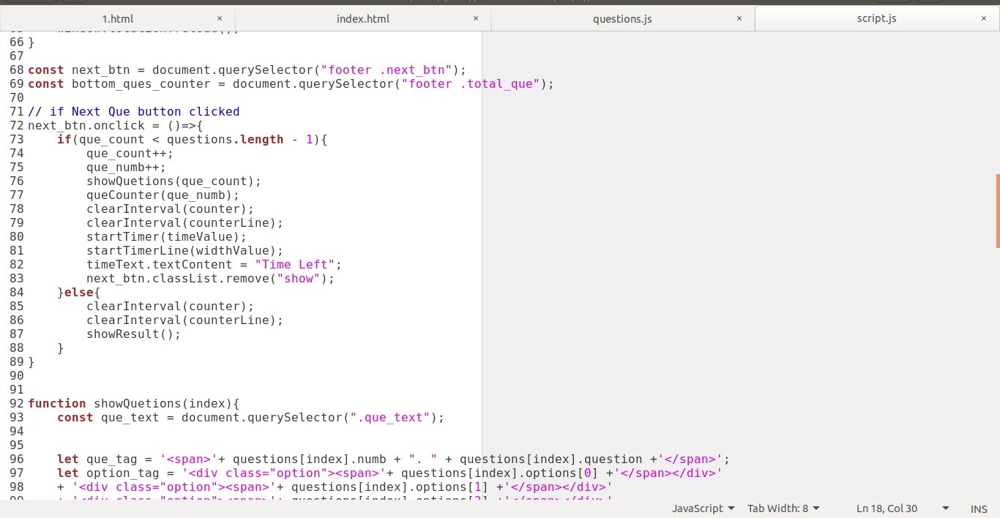 1.html × index.html × questions.js × script.js ×
66 }
67
68 const next_btn = document.querySelector("footer .next_btn");
69 const bottom_ques_counter = document.querySelector("footer .total_que");
70
71 // if Next Que button clicked
72 next_btn.onclick = ()=>{
73     if(que_count < questions.length - 1){
74         que_count++;
75         que_numb++;
76         showQuetions(que_count);
77         queCounter(que_numb);
78         clearInterval(counter);
79         clearInterval(counterLine);
80         startTimer(timeValue);
81         startTimerLine(widthValue);
82         timeText.textContent = "Time Left";
83         next_btn.classList.remove("show");
84     }else{
85         clearInterval(counter);
86         clearInterval(counterLine);
87         showResult();
88     }
89 }
90
91
92 function showQuetions(index){
93     const que_text = document.querySelector(".que_text");
94
95
96     let que_tag = '<span>'+ questions[index].numb + ". " + questions[index].question +'</span>';
97     let option_tag = '<div class="option"><span>'+ questions[index].options[0] +'</span></div>'
98     + '<div class="option"><span>'+ questions[index].options[1] +'</span></div>'
JavaScript Tab Width: 8 Ln 18, Col 30 INS